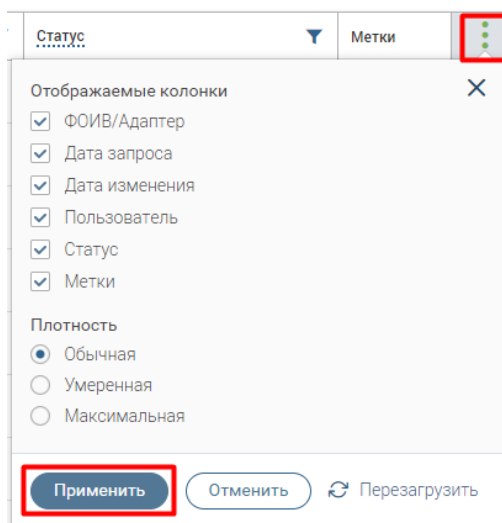 Статус Метки
Отображаемые колонки
ФОИВ/Адаптер
Дата запроса
Дата изменения
Пользователь
Статус
Метки
Плотность
Обычная
Умеренная
Максимальная
Применить Отменить Перезагрузить